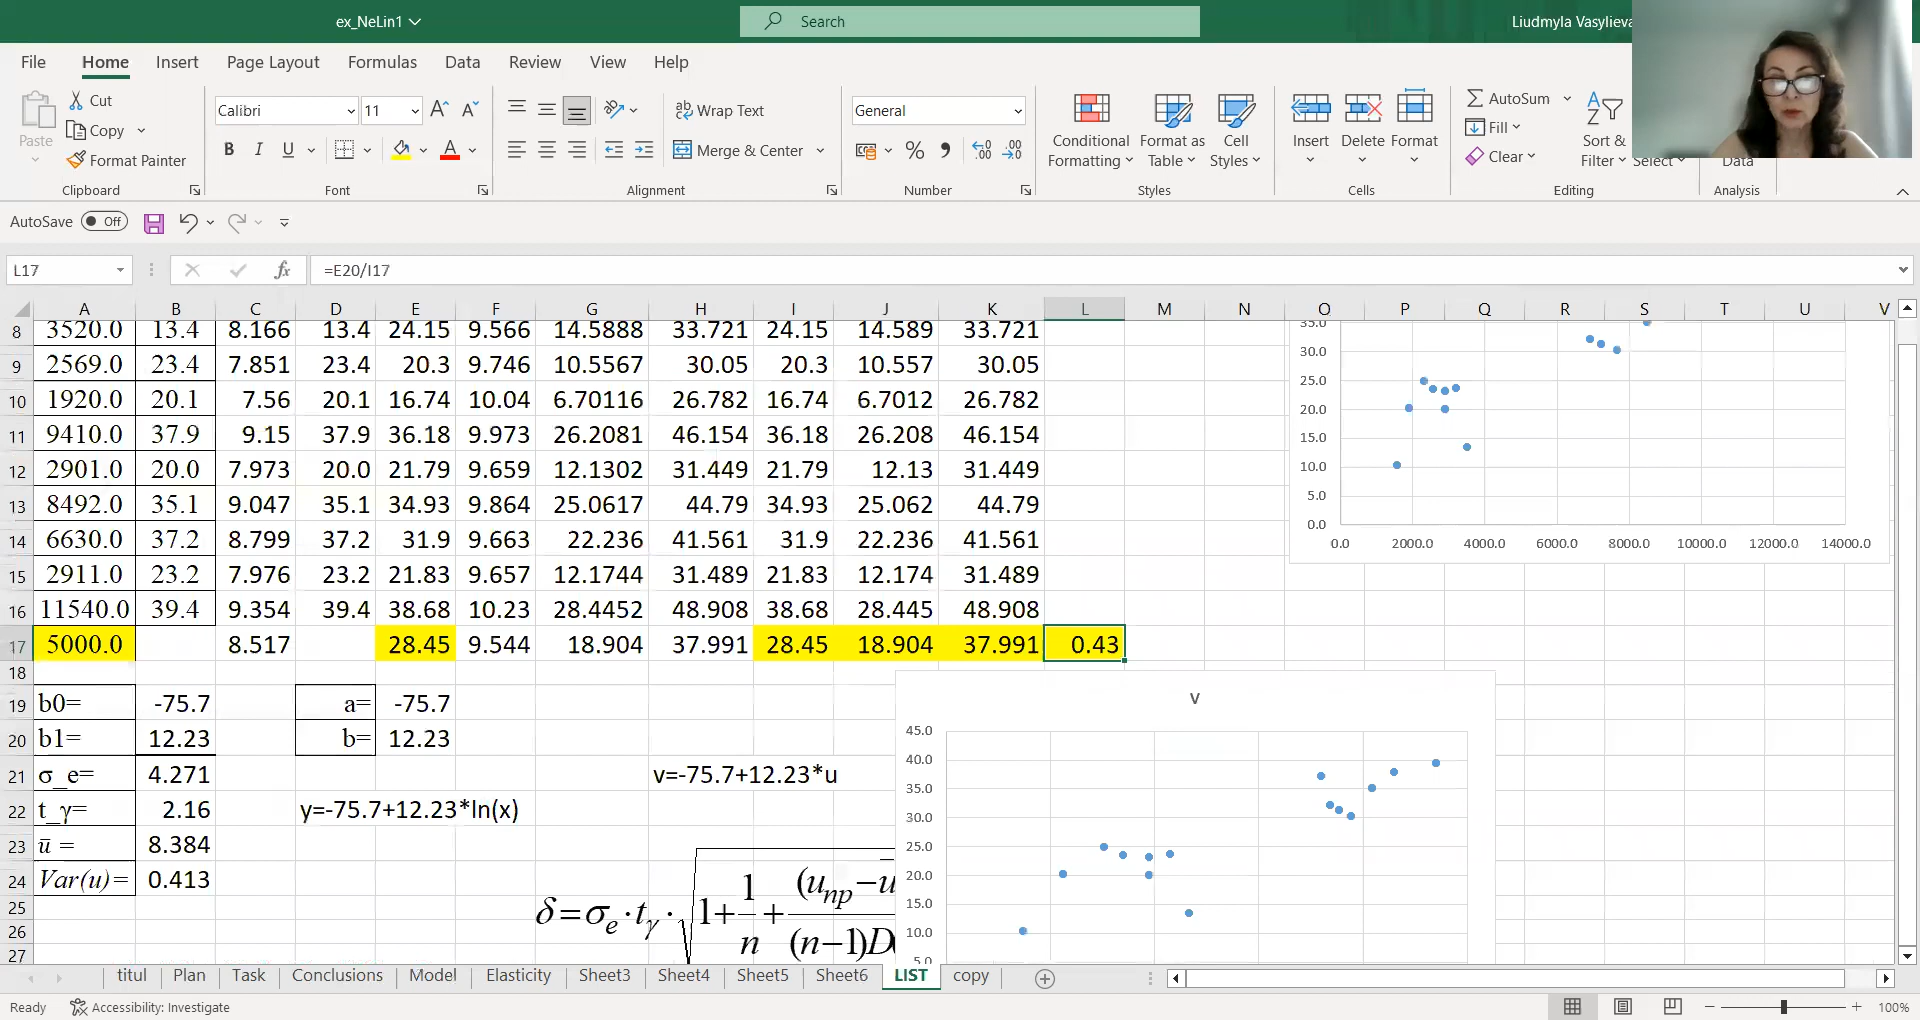 ex_NeLin1
Search
Liudmyla Vasylieva
File Home Insert Page Layout Formulas Data Review View Help
Paste
Cut
Copy
Format Painter
Clipboard
Calibri 11
B I U
Font
Wrap Text
Merge & Center
Alignment
General
Number
Conditional Formatting
Format as Table
Cell Styles
Styles
Insert Delete Format
Cells
AutoSum
Fill
Clear
Sort & Filter
Select
Editing
Data
Analysis
AutoSave Off
L17 fx =E20/I17
A B C D E F G H I J K L M N O P Q R S T U V
8 3520.0 13.4 8.166 13.4 24.15 9.566 14.5888 33.721 24.15 14.589 33.721
9 2569.0 23.4 7.851 23.4 20.3 9.746 10.5567 30.05 20.3 10.557 30.05
10 1920.0 20.1 7.56 20.1 16.74 10.04 6.70116 26.782 16.74 6.7012 26.782
11 9410.0 37.9 9.15 37.9 36.18 9.973 26.2081 46.154 36.18 26.208 46.154
12 2901.0 20.0 7.973 20.0 21.79 9.659 12.1302 31.449 21.79 12.13 31.449
13 8492.0 35.1 9.047 35.1 34.93 9.864 25.0617 44.79 34.93 25.062 44.79
14 6630.0 37.2 8.799 37.2 31.9 9.663 22.236 41.561 31.9 22.236 41.561
15 2911.0 23.2 7.976 23.2 21.83 9.657 12.1744 31.489 21.83 12.174 31.489
16 11540.0 39.4 9.354 39.4 38.68 10.23 28.4452 48.908 38.68 28.445 48.908
17 5000.0 8.517 28.45 9.544 18.904 37.991 28.45 18.904 37.991 0.43
18
19 b0= -75.7 a= -75.7
20 b1= 12.23 b= 12.23
21 σ_e= 4.271 v=-75.7+12.23*u
22 t_γ= 2.16 y=-75.7+12.23*ln(x)
23 ū = 8.384
24 Var(u)= 0.413
25
26
27
δ=σe·tγ·√1+1/n+(uпр−u
(n−1)D
35.0
30.0
25.0
20.0
15.0
10.0
5.0
0.0
0.0 2000.0 4000.0 6000.0 8000.0 10000.0 12000.0 14000.0
v
45.0
40.0
35.0
30.0
25.0
20.0
15.0
10.0
5.0
titul Plan Task Conclusions Model Elasticity Sheet3 Sheet4 Sheet5 Sheet6 LIST copy
Ready Accessibility: Investigate 100%